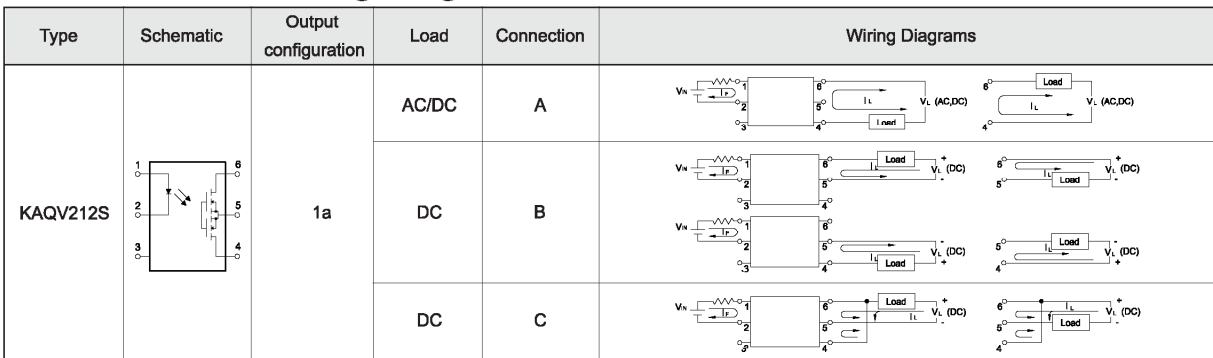 Type Schematic Output configuration Load Connection Wiring Diagrams
KAQV212S
1 6
2 5
3 4
1a
AC/DC A
VIN IF 1 2 3 6 5 4 IL Load VL (AC,DC)
6 4 Load IL VL (AC,DC)
DC B
VIN IF 1 2 3 6 5 4 Load IL + VL (DC) -
6 5 IL Load + VL (DC) -
VIN IF 1 2 3 6 5 4 IL Load - VL (DC) +
5 4 Load IL - VL (DC) +
DC C
VIN IF 1 2 3 6 5 4 Load IL + VL (DC) -
6 5 4 IL Load + VL (DC) -